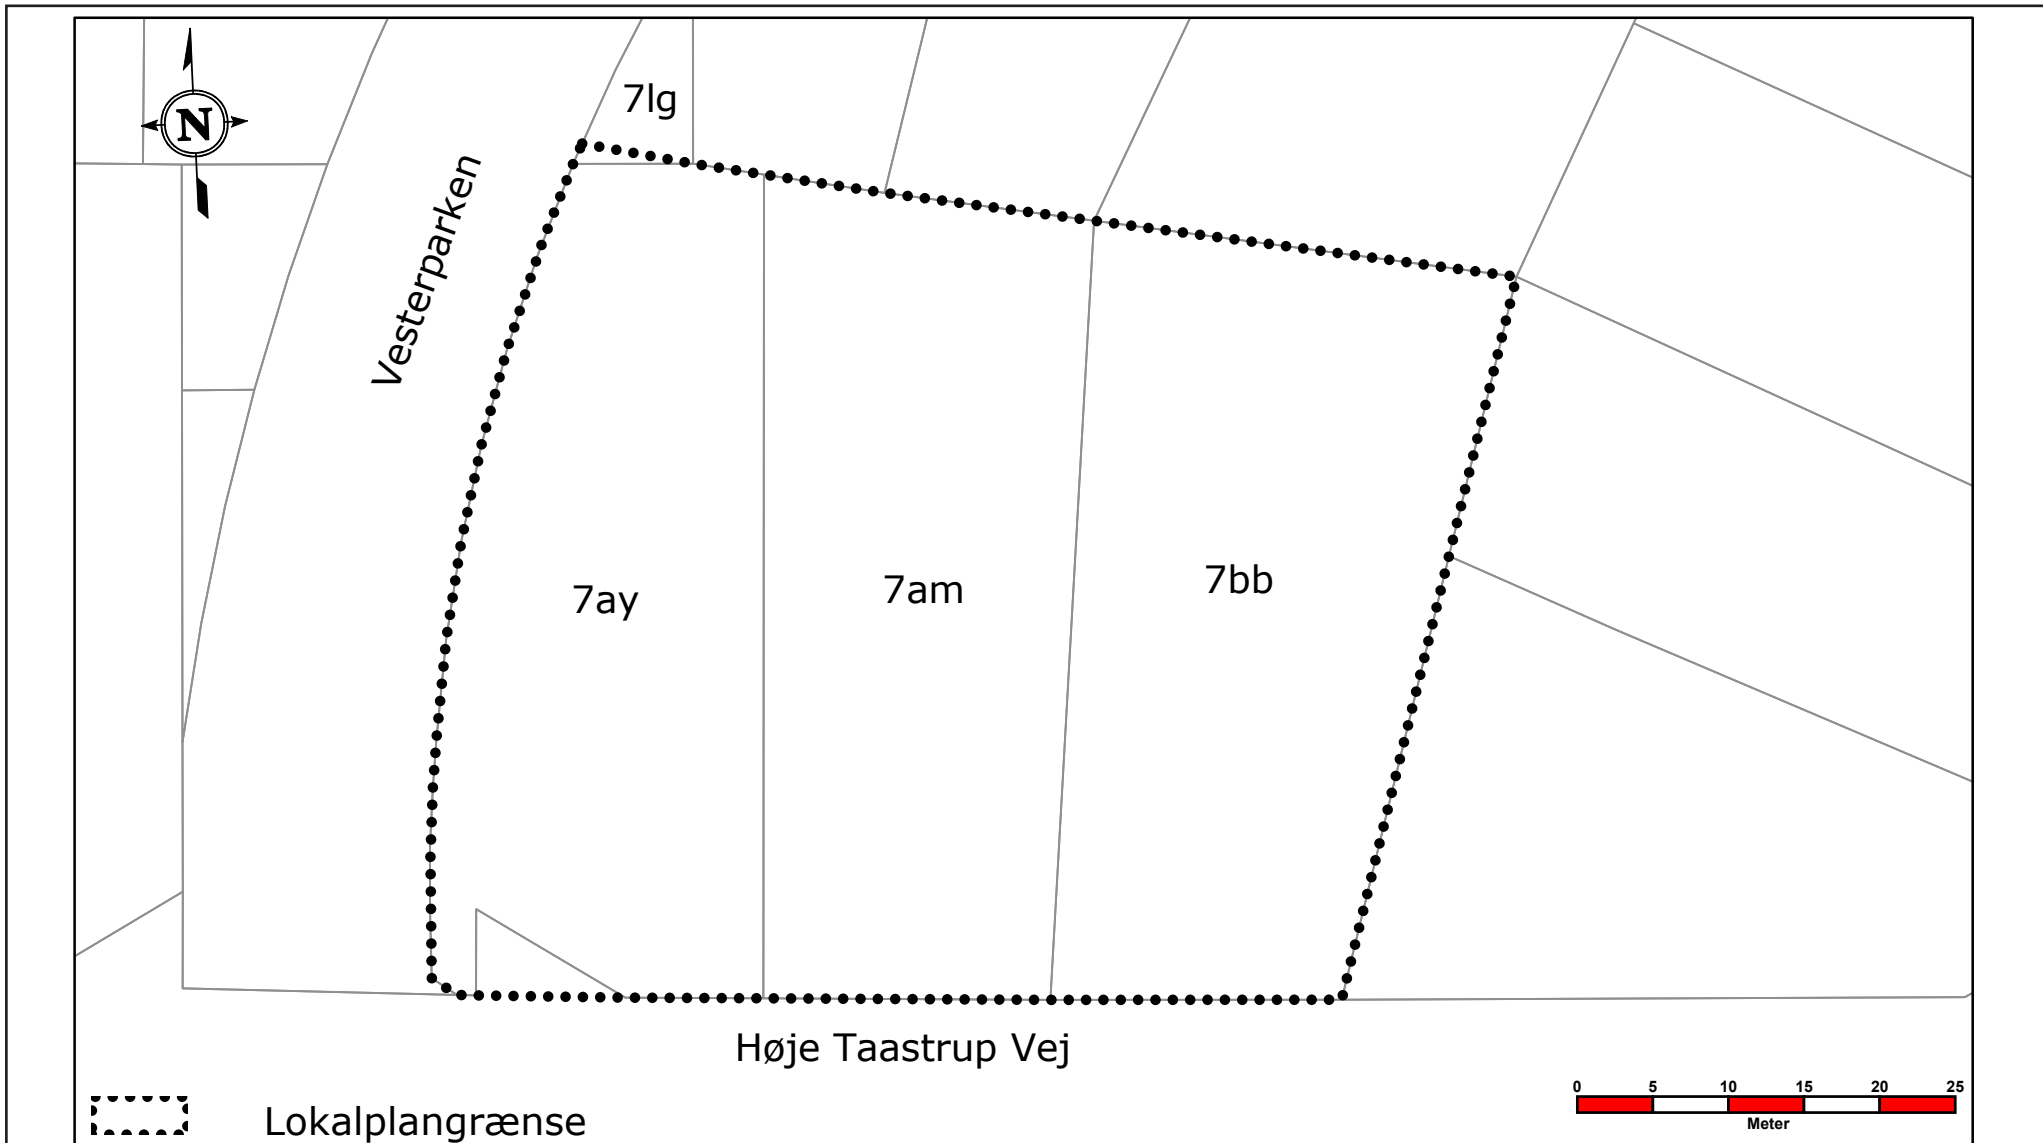 N
7lg
Vesterparken
7ay
7am
7bb
Høje Taastrup Vej
0 5 10 15 20 25
Meter
Lokalplangrænse